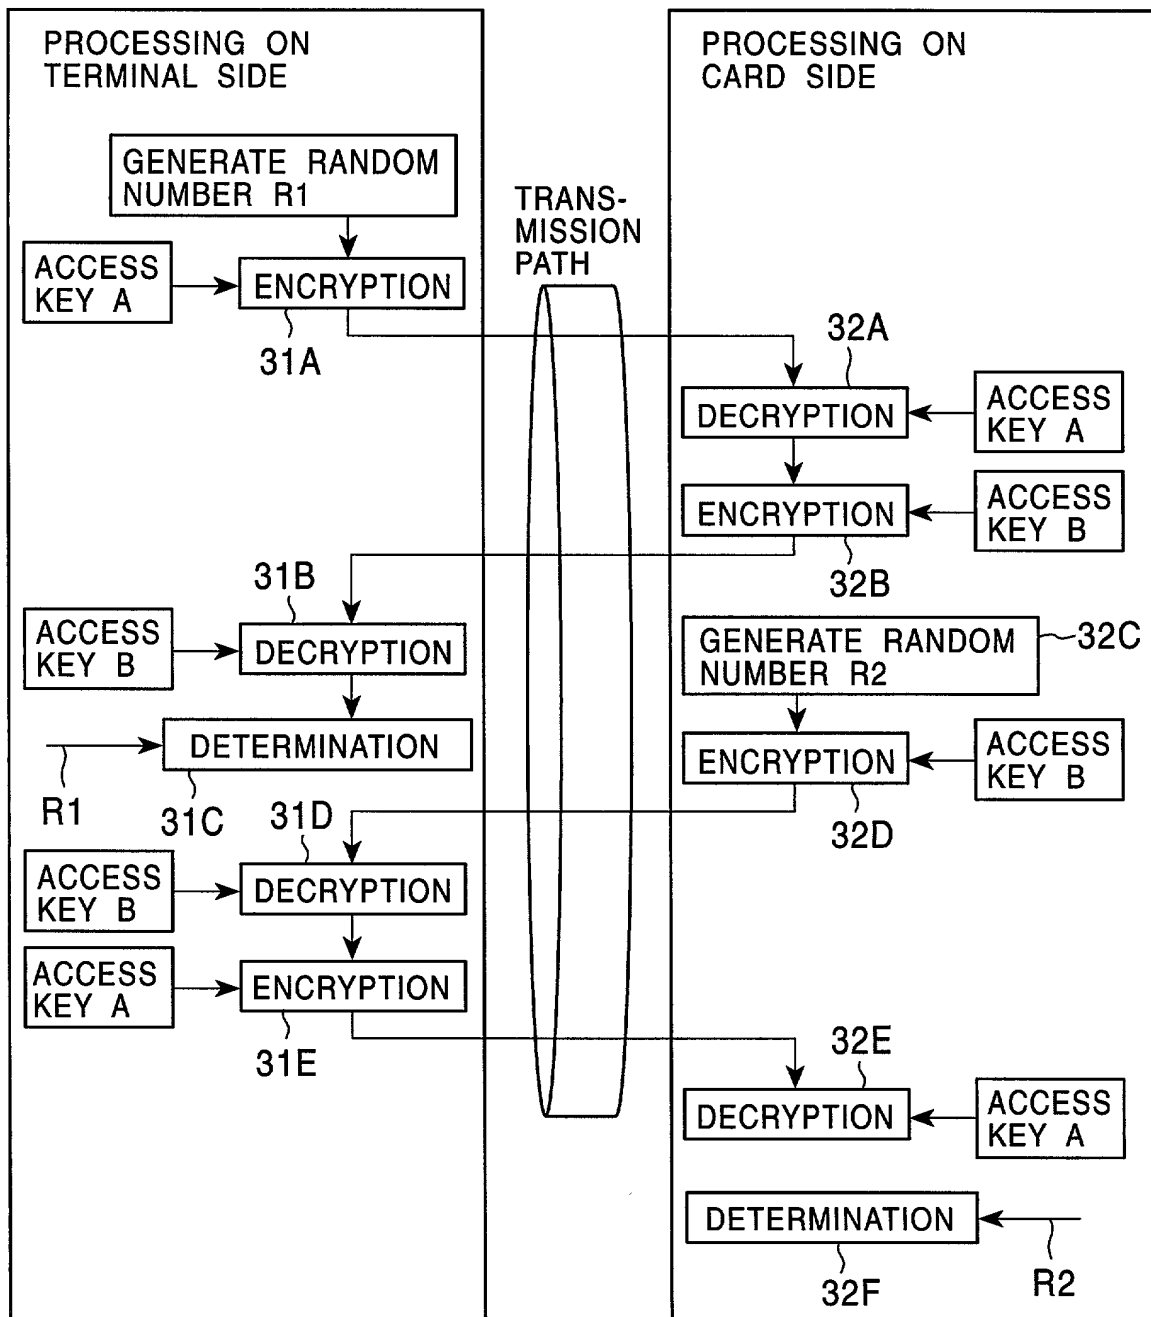 PROCESSING ON
TERMINAL SIDE
PROCESSING ON
CARD SIDE
GENERATE RANDOM
NUMBER R1
TRANS-
MISSION
PATH
ACCESS
KEY A
ENCRYPTION
31A
32A
DECRYPTION
ACCESS
KEY A
ENCRYPTION
ACCESS
KEY B
32B
31B
ACCESS
KEY B
DECRYPTION
GENERATE RANDOM
NUMBER R2
32C
DETERMINATION
R1
31C
ENCRYPTION
ACCESS
KEY B
32D
31D
ACCESS
KEY B
DECRYPTION
ACCESS
KEY A
ENCRYPTION
31E
32E
DECRYPTION
ACCESS
KEY A
DETERMINATION
32F
R2